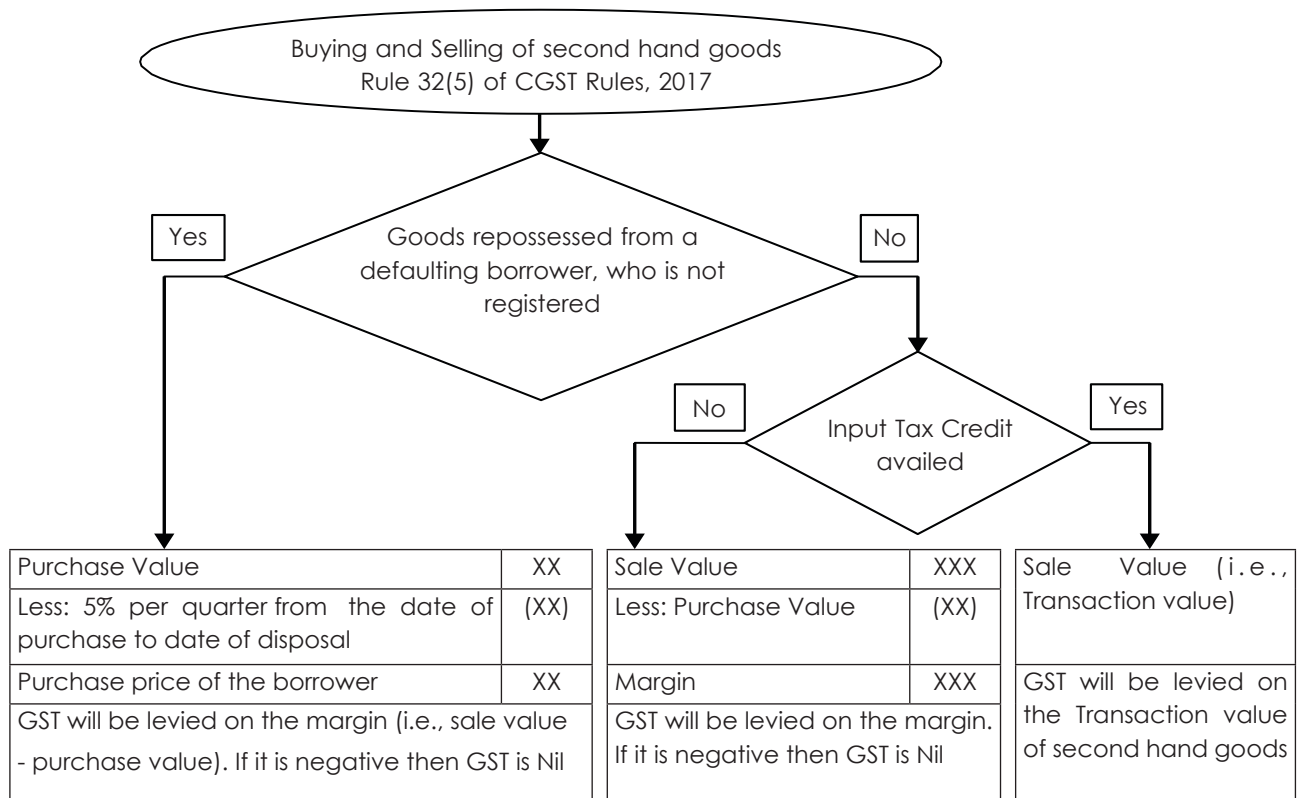 Buying and Selling of second hand goods
Rule 32(5) of CGST Rules, 2017
Yes
Goods repossessed from a
defaulting borrower, who is not
registered
No
No
Input Tax Credit
availed
Yes
Purchase Value XX
Less: 5% per quarter from the date of (XX)
purchase to date of disposal
Purchase price of the borrower XX
GST will be levied on the margin (i.e., sale value
- purchase value). If it is negative then GST is Nil
Sale Value XXX
Less: Purchase Value (XX)
Margin XXX
GST will be levied on the margin.
If it is negative then GST is Nil
Sale Value (i.e.,
Transaction value)
GST will be levied on
the Transaction value
of second hand goods